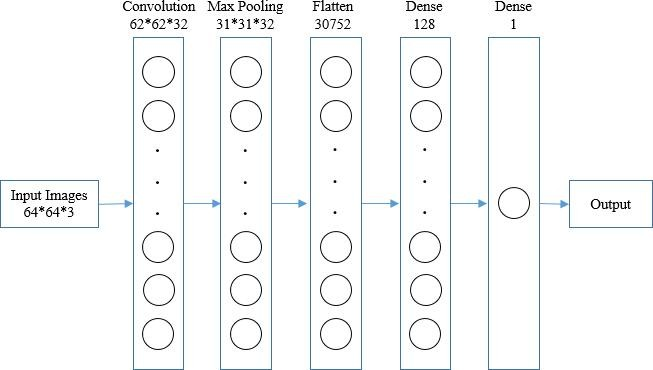 Convolution
62*62*32
Max Pooling
31*31*32
Flatten
30752
Dense
128
Dense
1
Input Images
64*64*3
Output